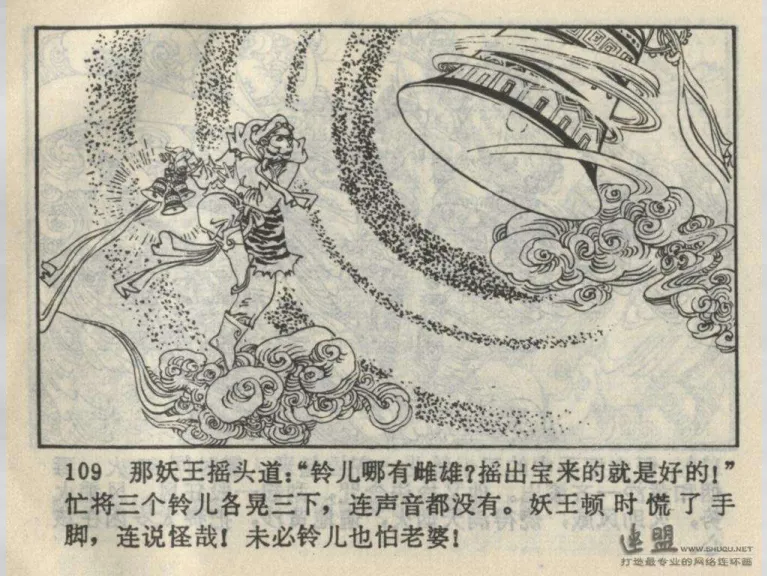 109 那妖王摇头道:“铃儿哪有雌雄?摇出宝来的就是好的!”
忙将三个铃儿各晃三下,连声音都没有。妖王顿时慌了手
脚,连说怪哉!未必铃儿也怕老婆!
连盟 WWW.SHUQU.NET
打造最专业的网络连环画